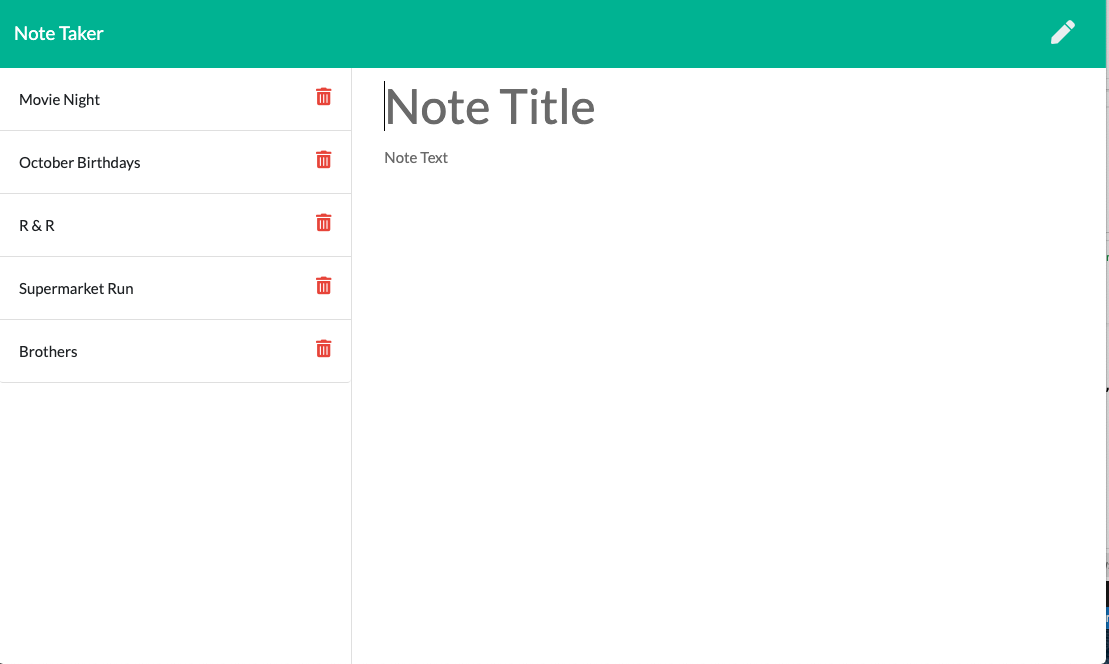 Note Taker
Movie Night
October Birthdays
R & R
Supermarket Run
Brothers
Note Title
Note Text